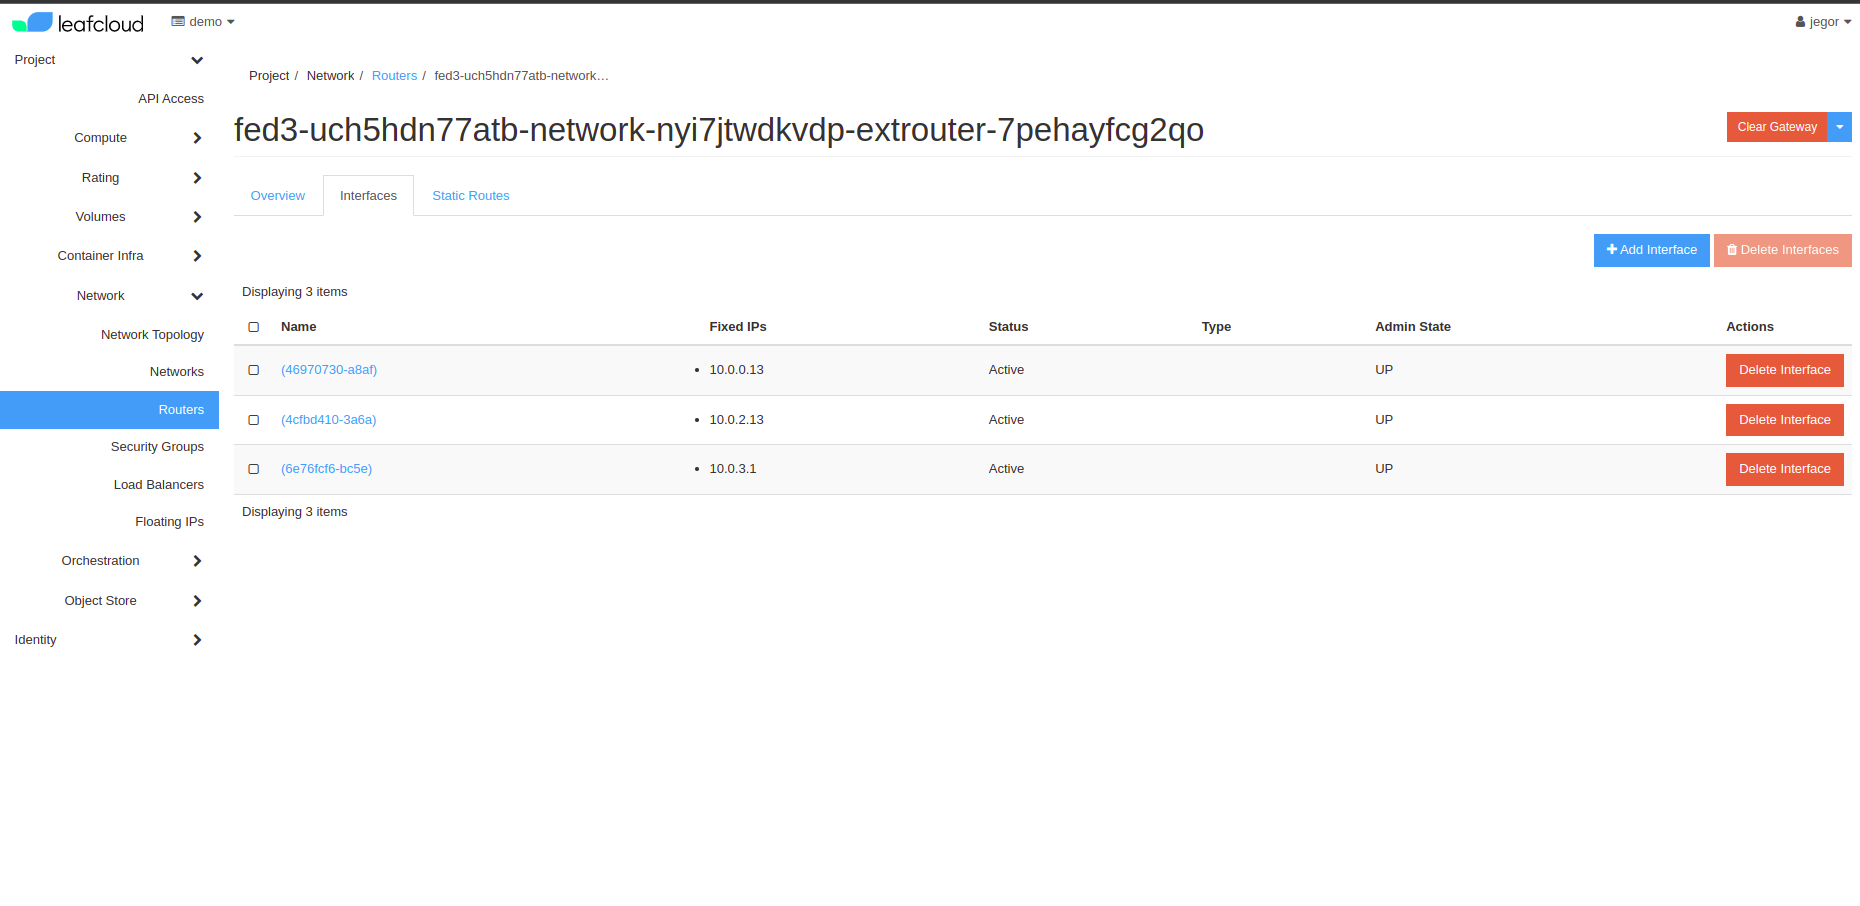 leafcloud demo jegor
Project
API Access
Compute
Rating
Volumes
Container Infra
Network
Network Topology
Networks
Routers
Security Groups
Load Balancers
Floating IPs
Orchestration
Object Store
Identity
Project / Network / Routers / fed3-uch5hdn77atb-network…
fed3-uch5hdn77atb-network-nyi7jtwdkvdp-extrouter-7pehayfcg2qo
Clear Gateway
Overview Interfaces Static Routes
Add Interface Delete Interfaces
Displaying 3 items
Name Fixed IPs Status Type Admin State Actions
(46970730-a8af) • 10.0.0.13 Active UP Delete Interface
(4cfbd410-3a6a) • 10.0.2.13 Active UP Delete Interface
(6e76fcf6-bc5e) • 10.0.3.1 Active UP Delete Interface
Displaying 3 items